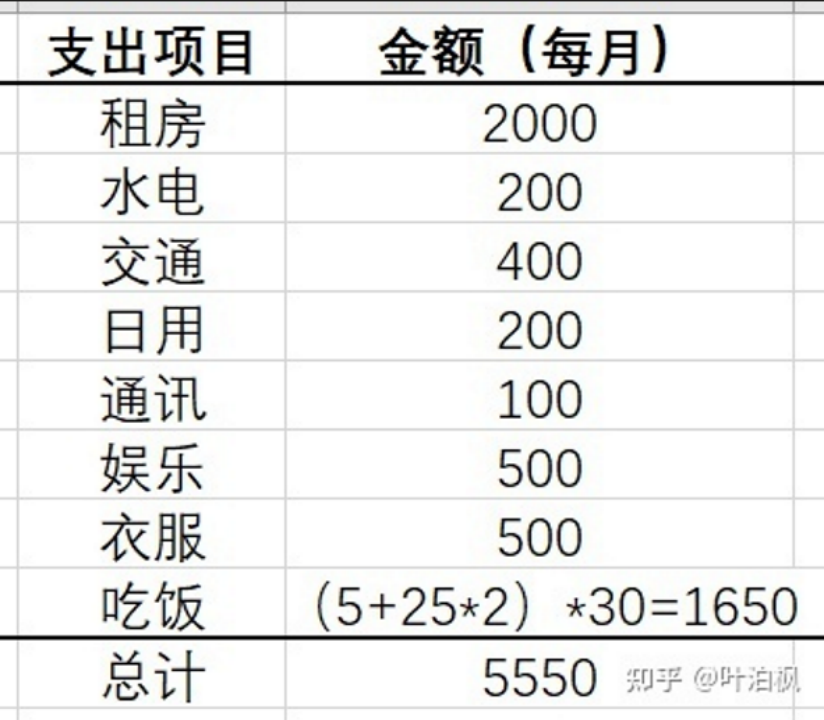 支出项目 金额（每月）
租房 2000
水电 200
交通 400
日用 200
通讯 100
娱乐 500
衣服 500
吃饭 （5+25*2）*30=1650
总计 5550 知乎 @叶泊枫